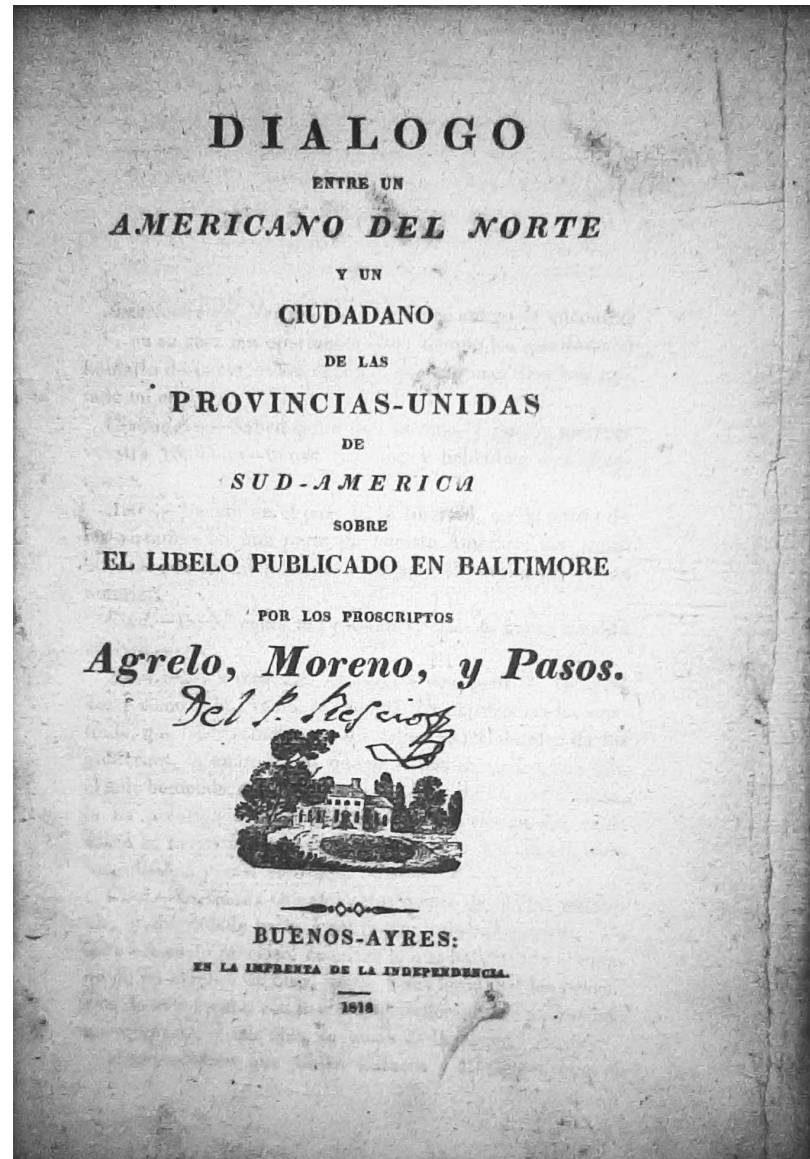 DIALOGO
ENTRE UN
AMERICANO DEL NORTE
Y UN
CIUDADANO
DE LAS
PROVINCIAS-UNIDAS
DE
SUD-AMERICA
SOBRE
EL LIBELO PUBLICADO EN BALTIMORE
POR LOS PROSCRIPTOS
Agrelo, Moreno, y Pasos.
Del P.
BUENOS-AYRES:
EN LA IMPRENTA DE LA INDEPENDENCIA.
1818